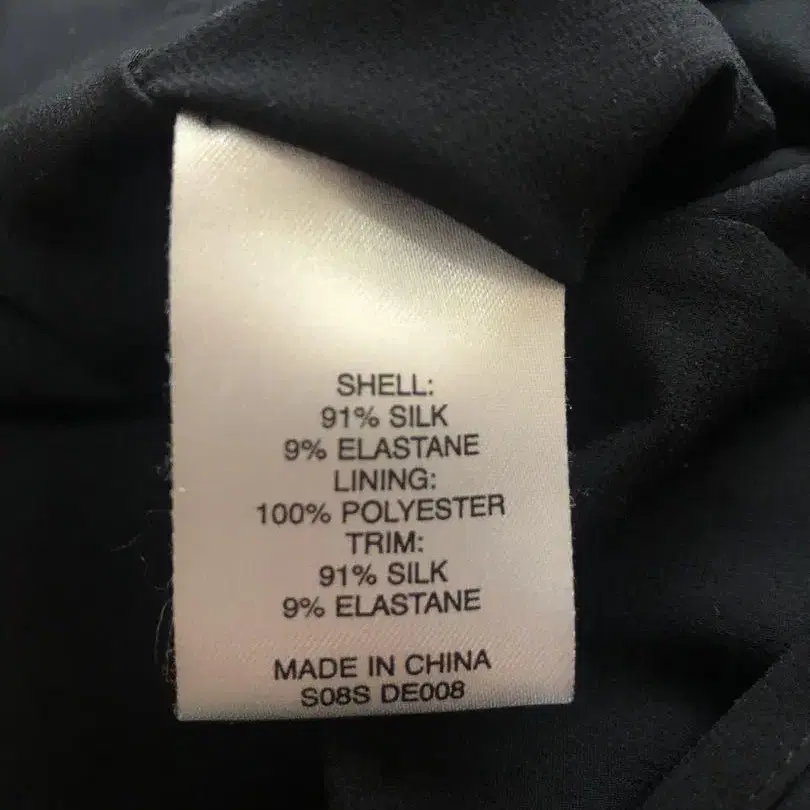 SHELL:
91% SILK
9% ELASTANE
LINING:
100% POLYESTER
TRIM:
91% SILK
9% ELASTANE
MADE IN CHINA
S08S DE008